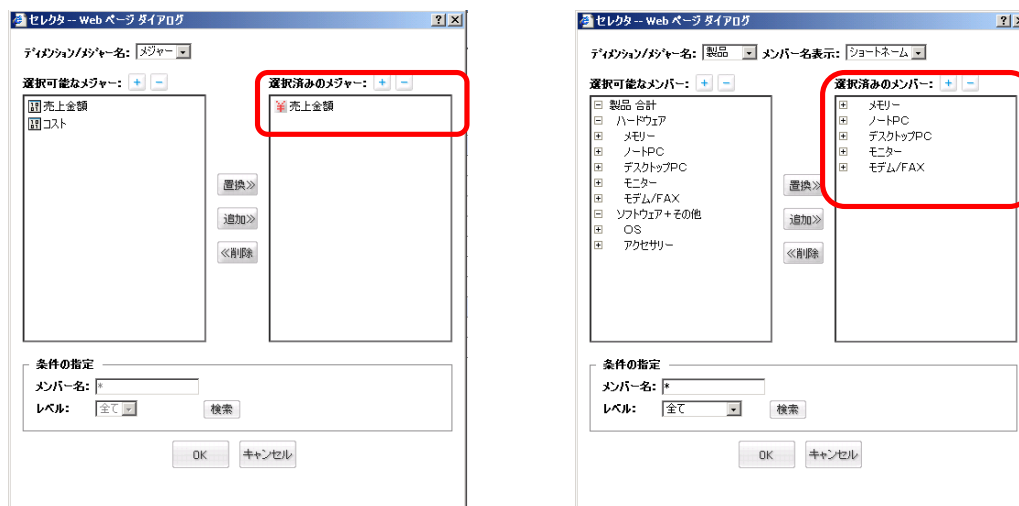 セレクタ -- Web ページ ダイアログ
ディメンション/メジャー名: メジャー
選択可能なメジャー: + -
選択済みのメジャー: + -
売上金額
コスト
売上金額
置換≫
追加≫
≪削除
条件の指定
メンバー名: *
レベル: 全て 検索
OK キャンセル
セレクタ -- Web ページ ダイアログ
ディメンション/メジャー名: 製品 メンバー名表示: ショートネーム
選択可能なメンバー: + -
選択済みのメンバー: + -
製品 合計
ハードウェア
メモリー
ノートPC
デスクトップPC
モニター
モデム/FAX
ソフトウェア+その他
OS
アクセサリー
メモリー
ノートPC
デスクトップPC
モニター
モデム/FAX
置換≫
追加≫
≪削除
条件の指定
メンバー名: *
レベル: 全て 検索
OK キャンセル